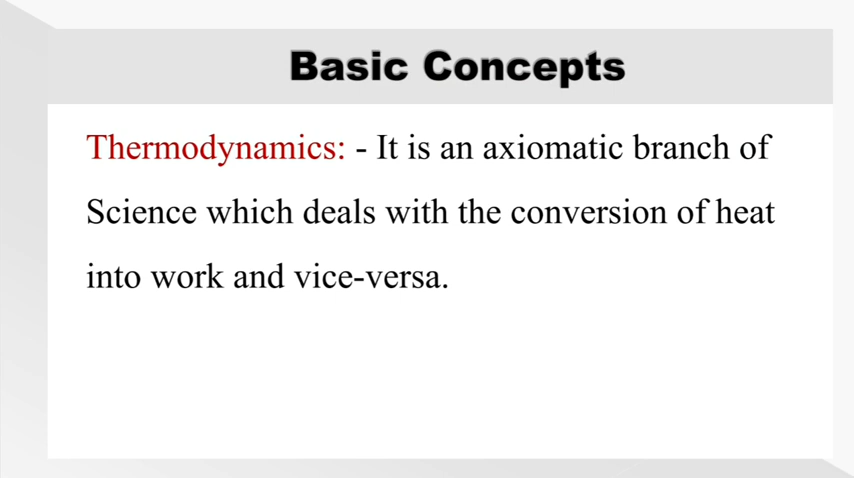 Basic Concepts
Thermodynamics: - It is an axiomatic branch of
Science which deals with the conversion of heat
into work and vice-versa.